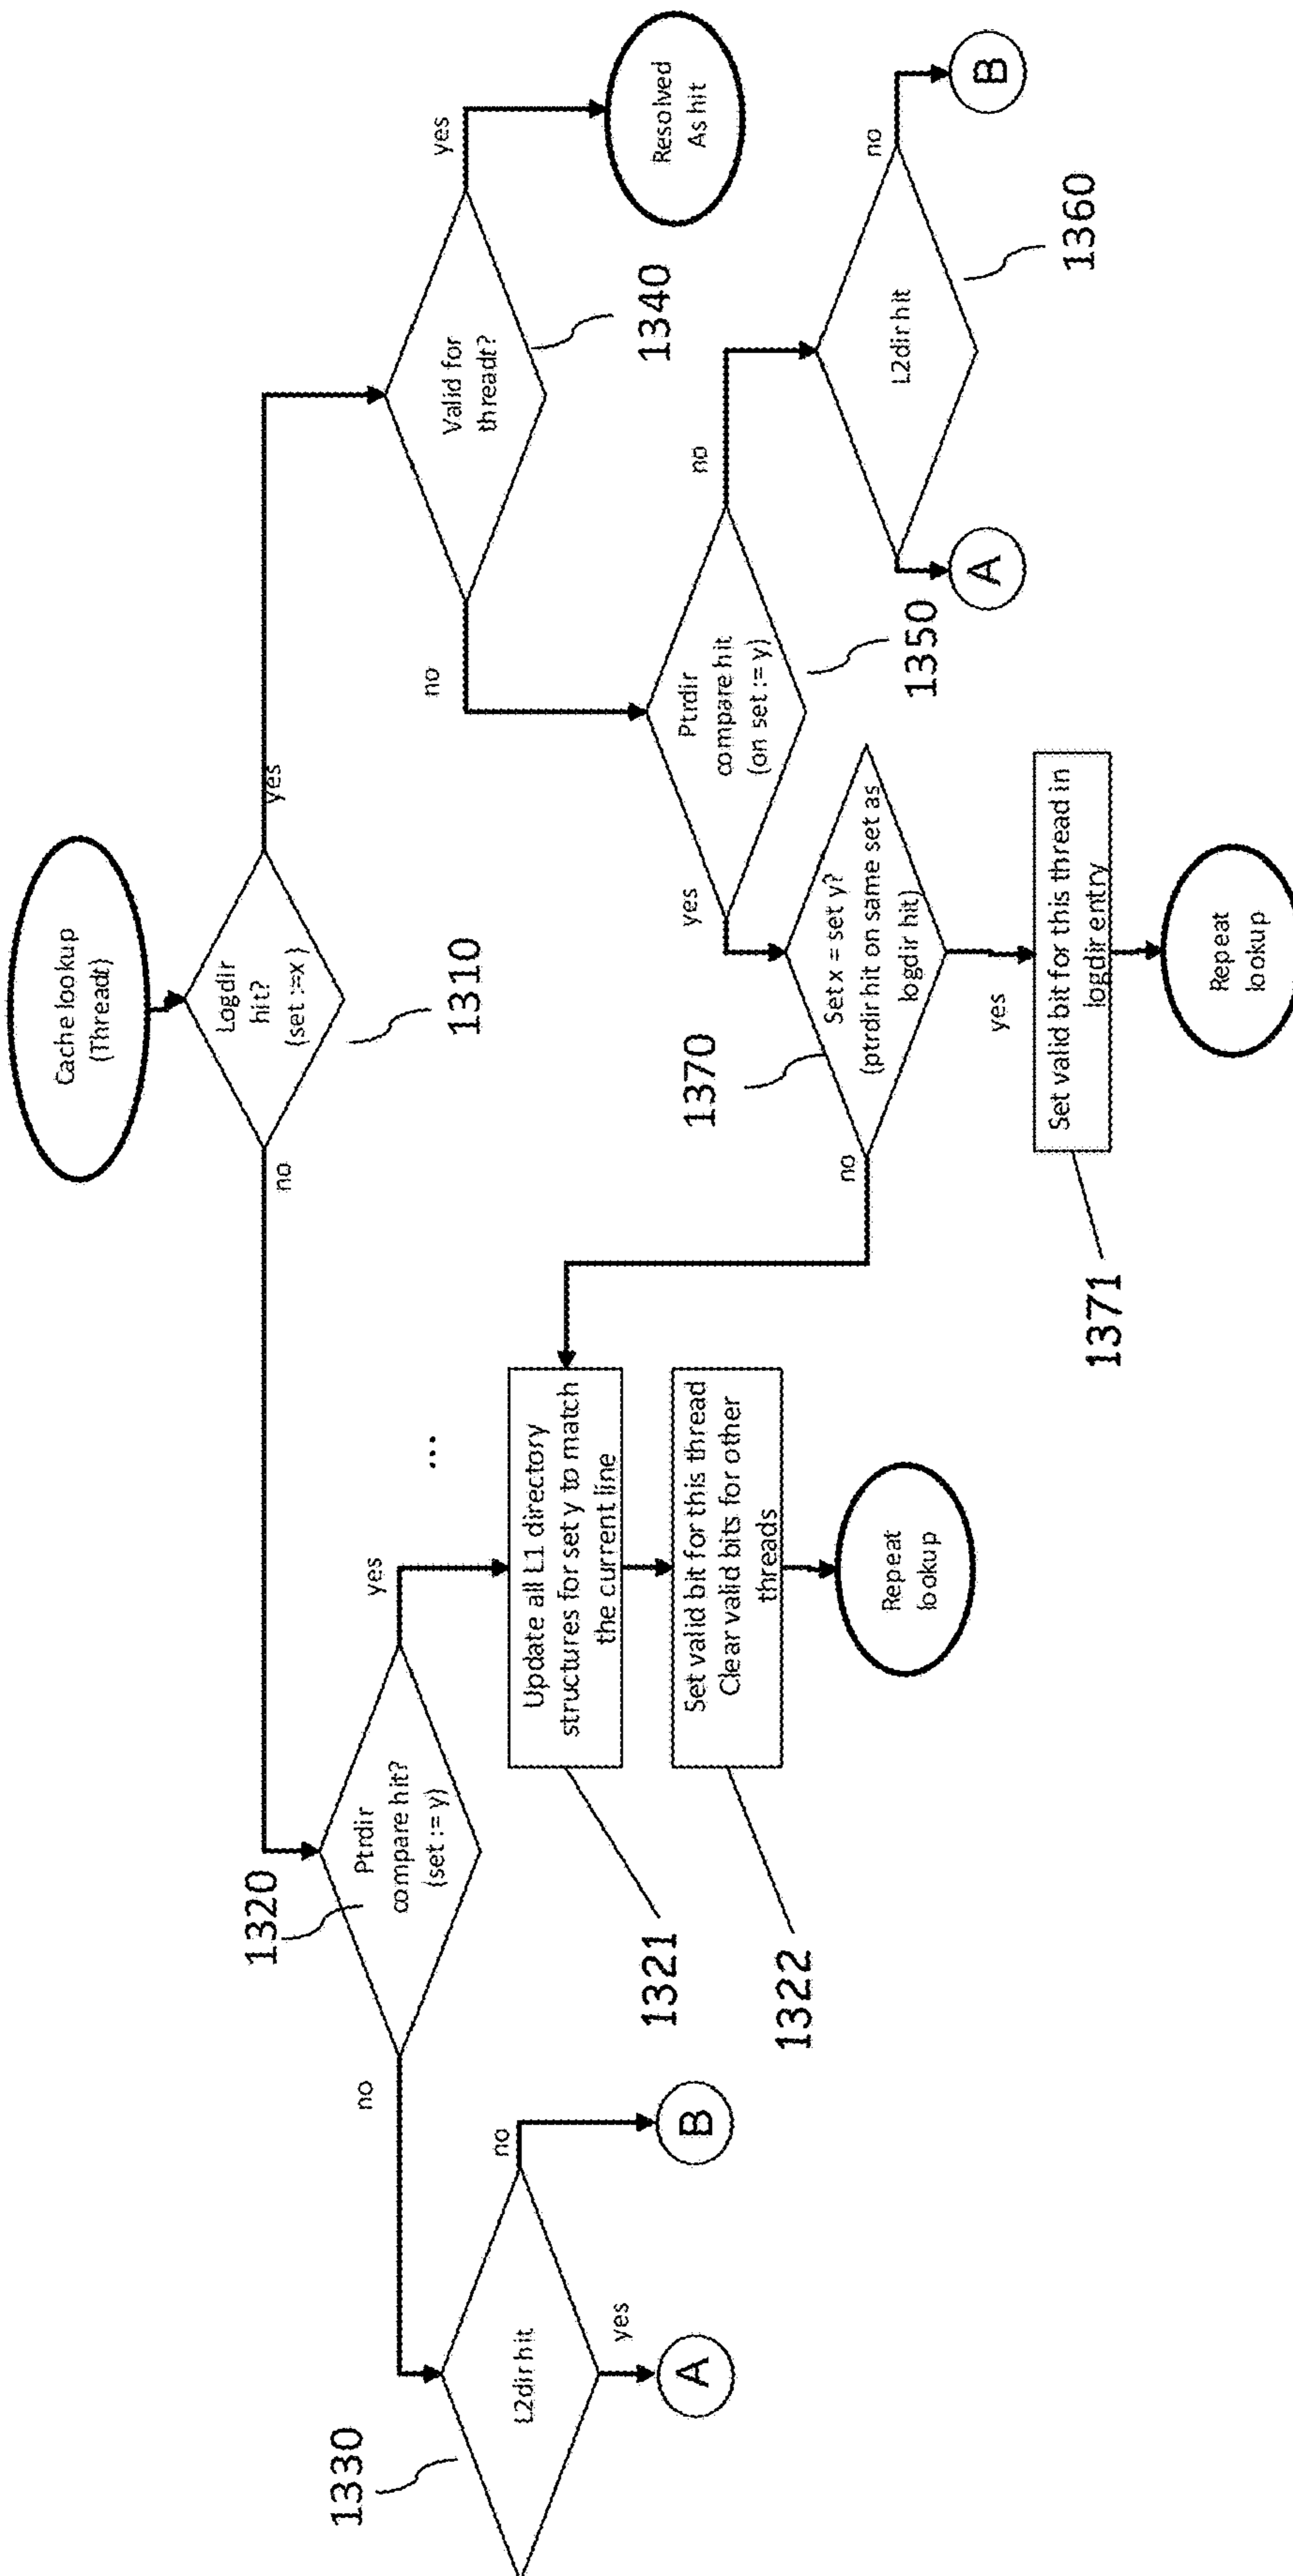 Cache lookup
(Threadt)
Logdir
hit?
(set :=x )
1310
no
yes
1320
Ptrdir
compare hit?
(set := y)
no
yes
...
1330
L2dir hit
yes
no
A
B
Update all L1 directory
structures for set y to match
the current line
1321
Set valid bit for this thread
Clear valid bits for other
threads
1322
Repeat
lookup
Valid for
threadt?
1340
no
yes
Resolved
As hit
Ptrdir
compare hit
(on set := y)
1350
yes
no
L2dir hit
1360
no
A
B
1370
Set x = set y?
(ptrdir hit on same set as
logdir hit)
no
yes
Set valid bit for this thread in
logdir entry
1371
Repeat
lookup